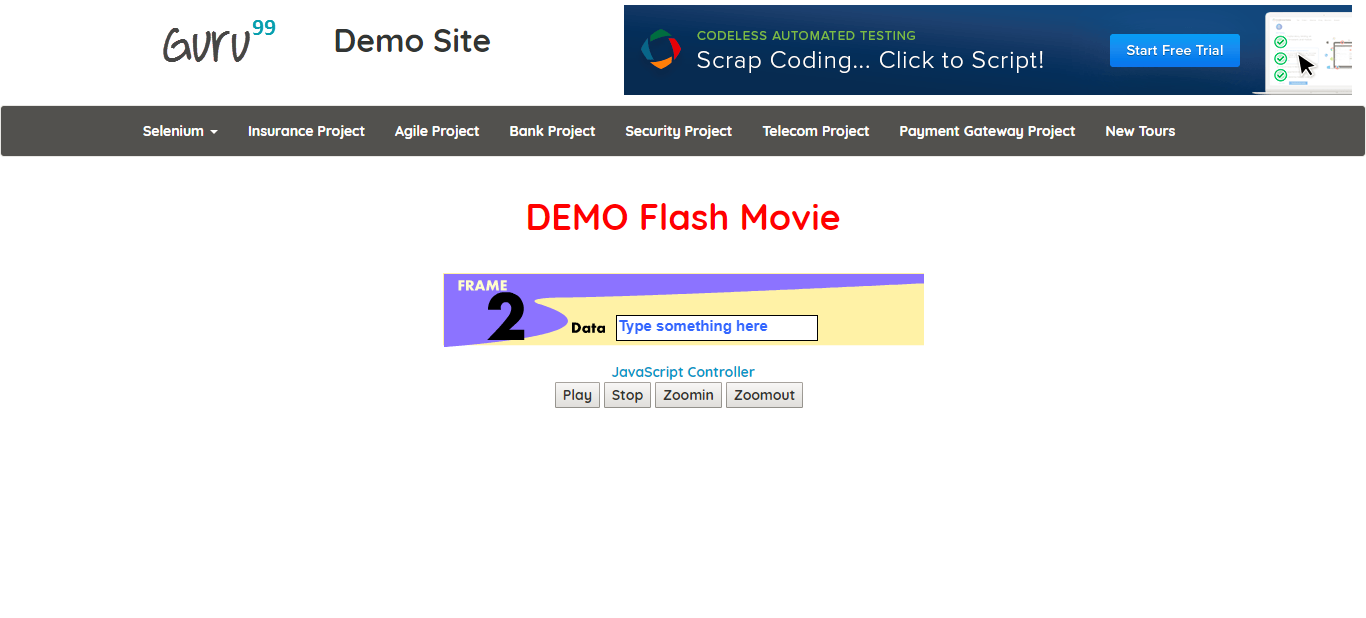 Guru99
Demo Site
CODELESS AUTOMATED TESTING
Scrap Coding... Click to Script!
Start Free Trial
Selenium
Insurance Project
Agile Project
Bank Project
Security Project
Telecom Project
Payment Gateway Project
New Tours
DEMO Flash Movie
FRAME
2
Data
Type something here
JavaScript Controller
Play
Stop
Zoomin
Zoomout